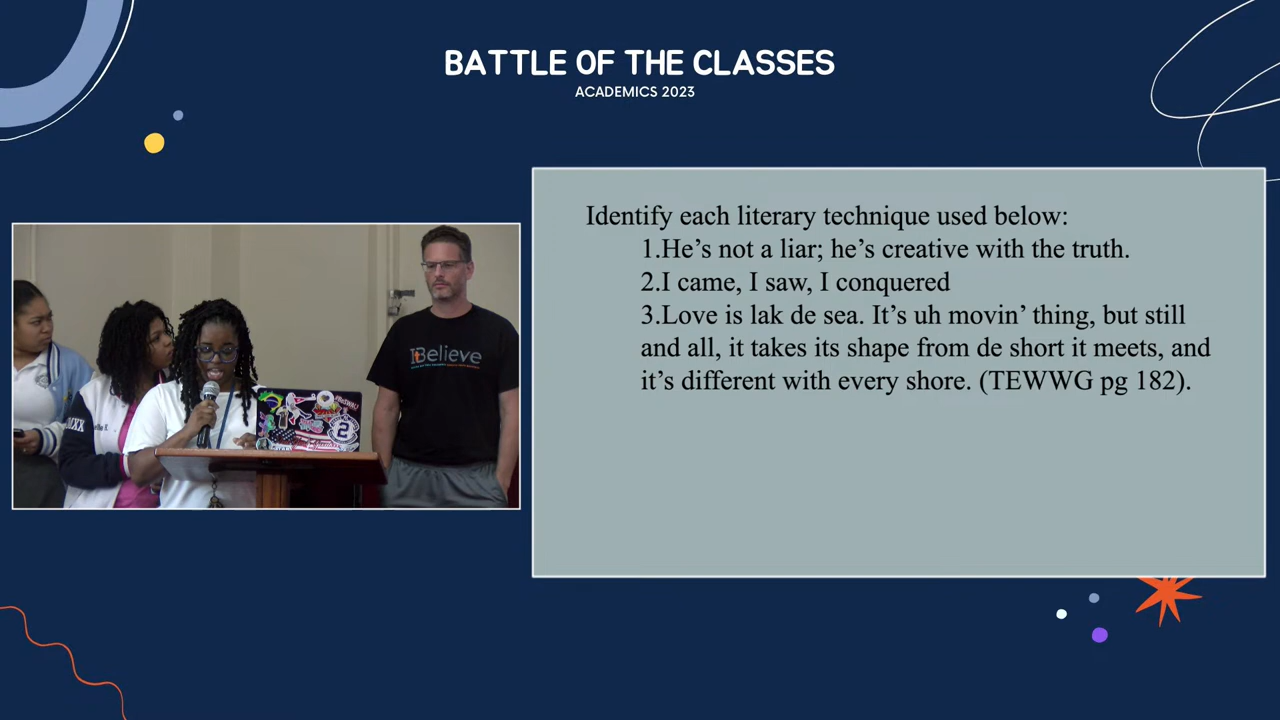 BATTLE OF THE CLASSES
ACADEMICS 2023
Identify each literary technique used below:
1.He's not a liar; he's creative with the truth.
2.I came, I saw, I conquered
3.Love is lak de sea. It's uh movin' thing, but still
and all, it takes its shape from de short it meets, and
it's different with every shore. (TEWWG pg 182).
Believe
2